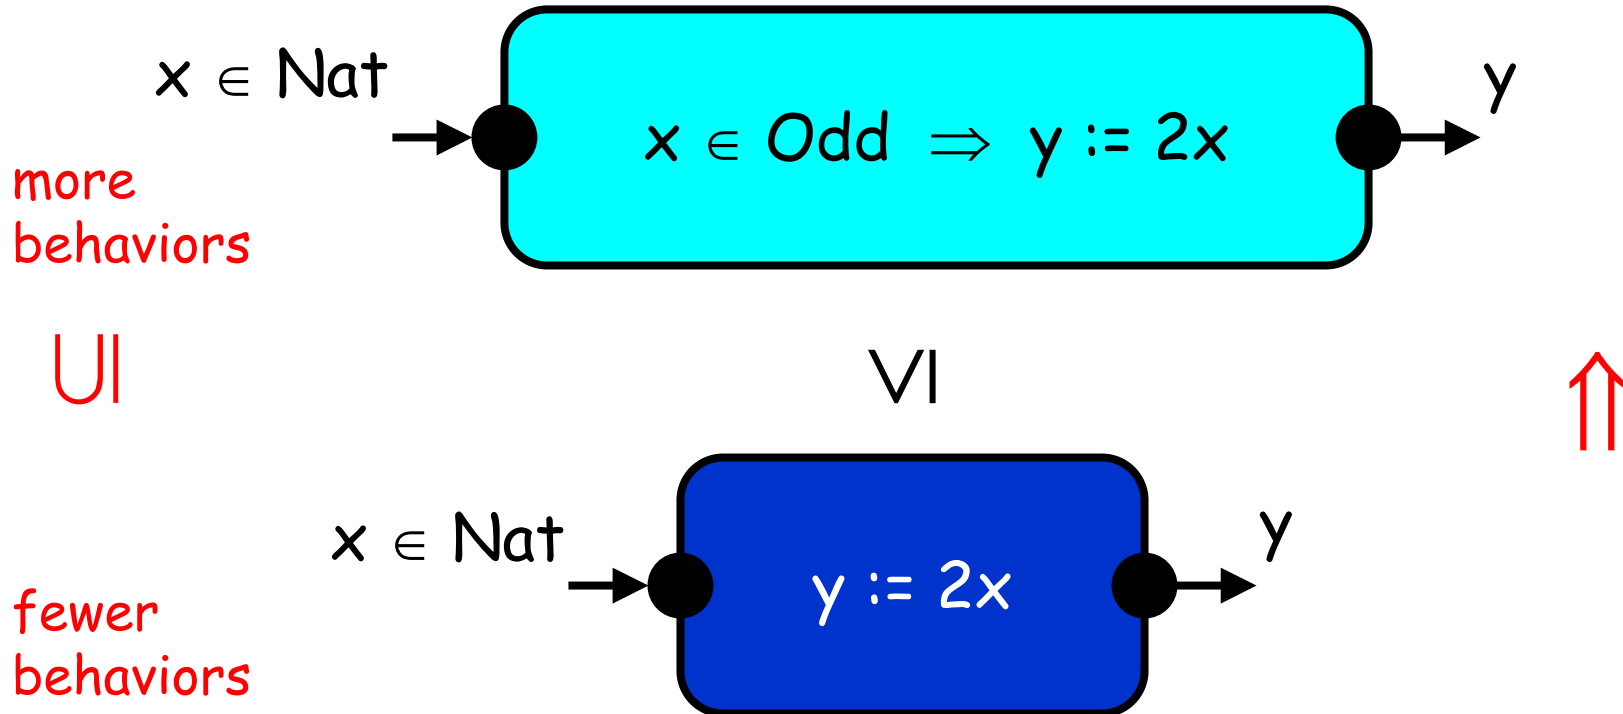 x ∈ Nat
y
x ∈ Odd ⇒ y := 2x
more
behaviors
⊇
≥
⇑
x ∈ Nat
y
y := 2x
fewer
behaviors